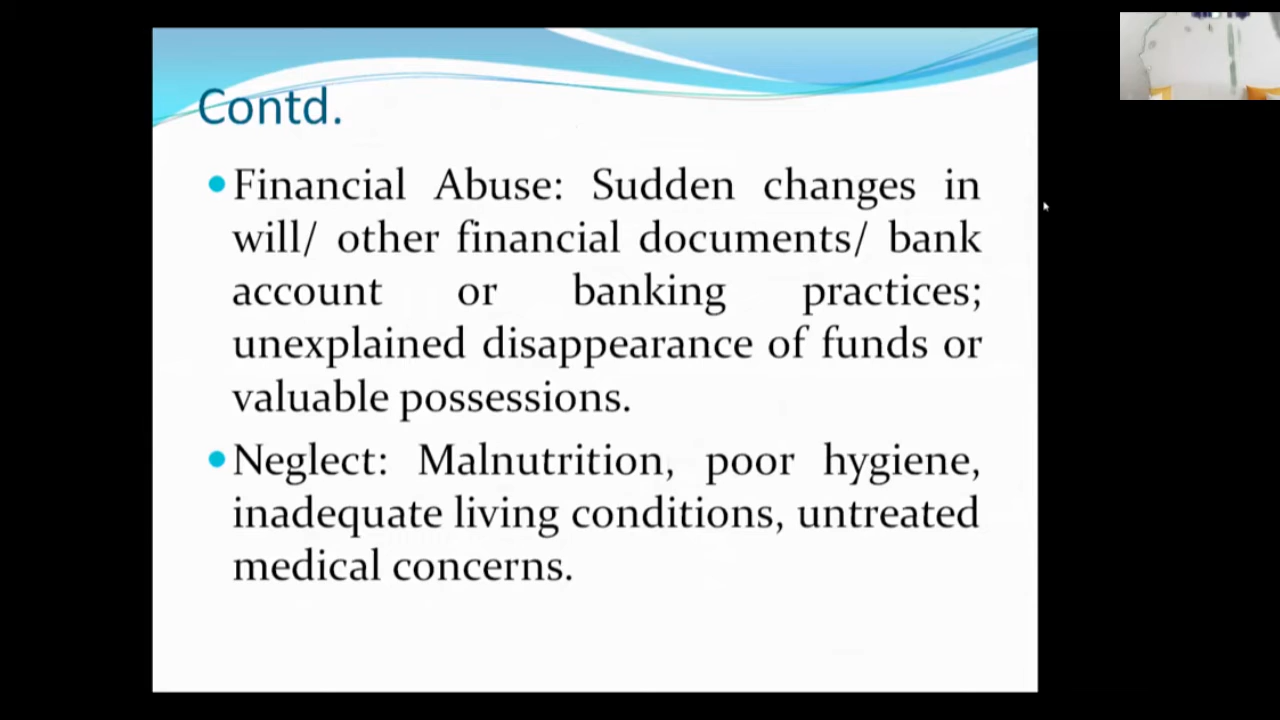 Contd.
Financial Abuse: Sudden changes in
will/ other financial documents/ bank
account or banking practices;
unexplained disappearance of funds or
valuable possessions.
Neglect: Malnutrition, poor hygiene,
inadequate living conditions, untreated
medical concerns.